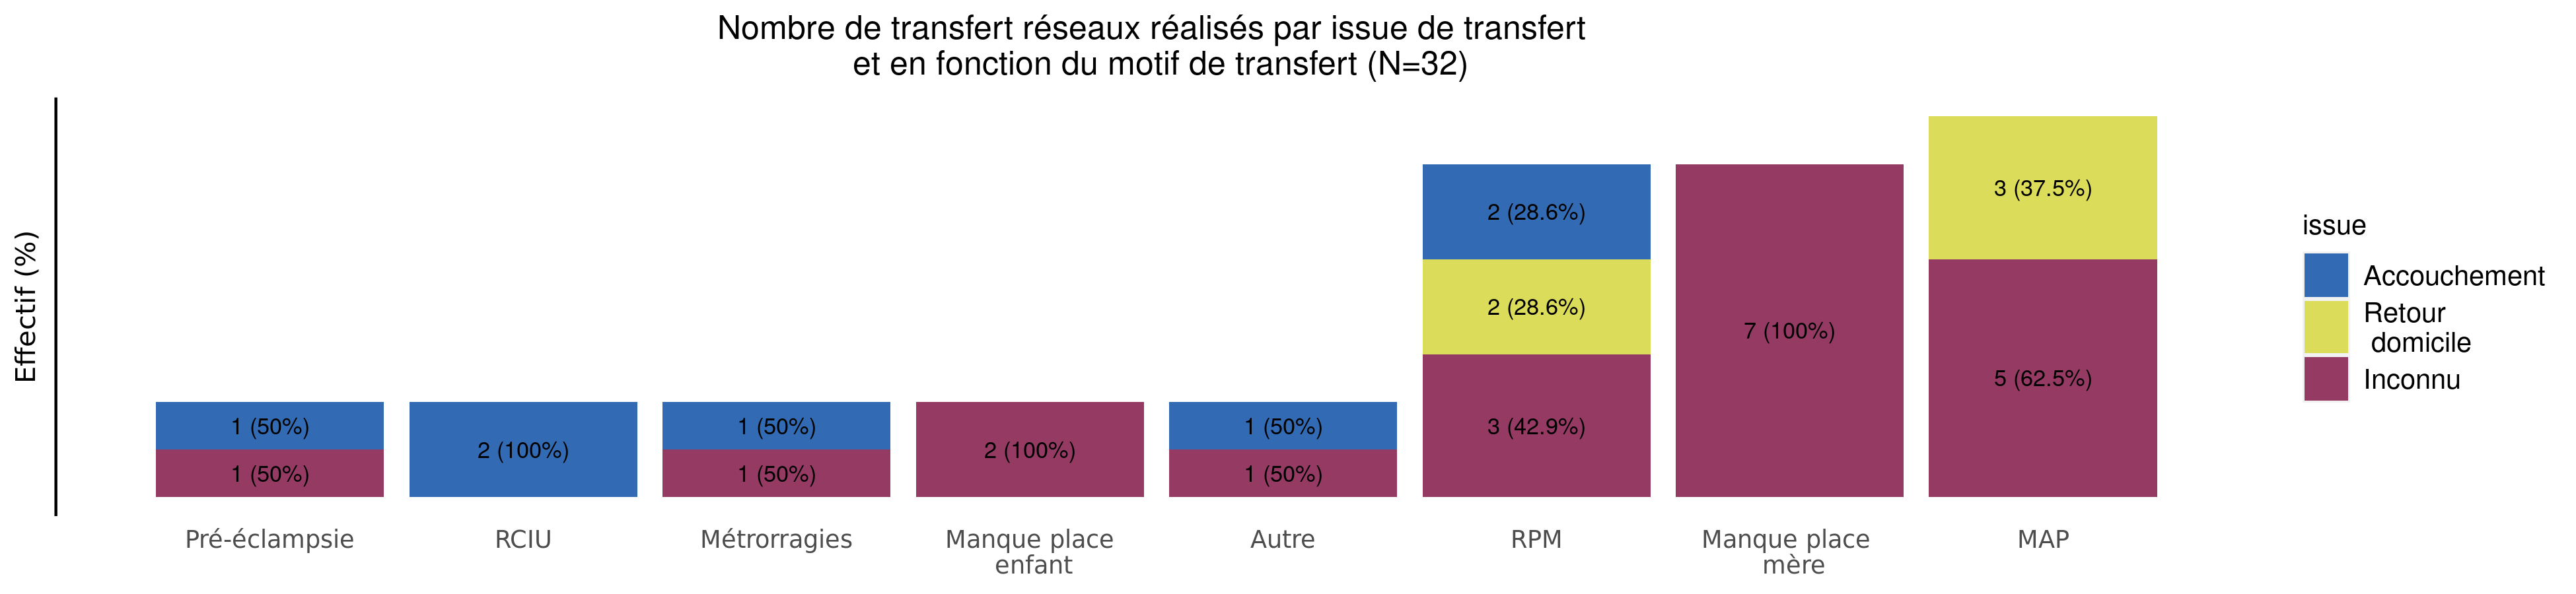 Nombre de transfert réseaux réalisés par issue de transfert
et en fonction du motif de transfert (N=32)
Effectif (%)
1 (50%)
1 (50%)
2 (100%)
1 (50%)
1 (50%)
2 (100%)
1 (50%)
1 (50%)
2 (28.6%)
2 (28.6%)
3 (42.9%)
7 (100%)
3 (37.5%)
5 (62.5%)
Pré-éclampsie
RCIU
Métrorragies
Manque place
enfant
Autre
RPM
Manque place
mère
MAP
issue
Accouchement
Retour
domicile
Inconnu